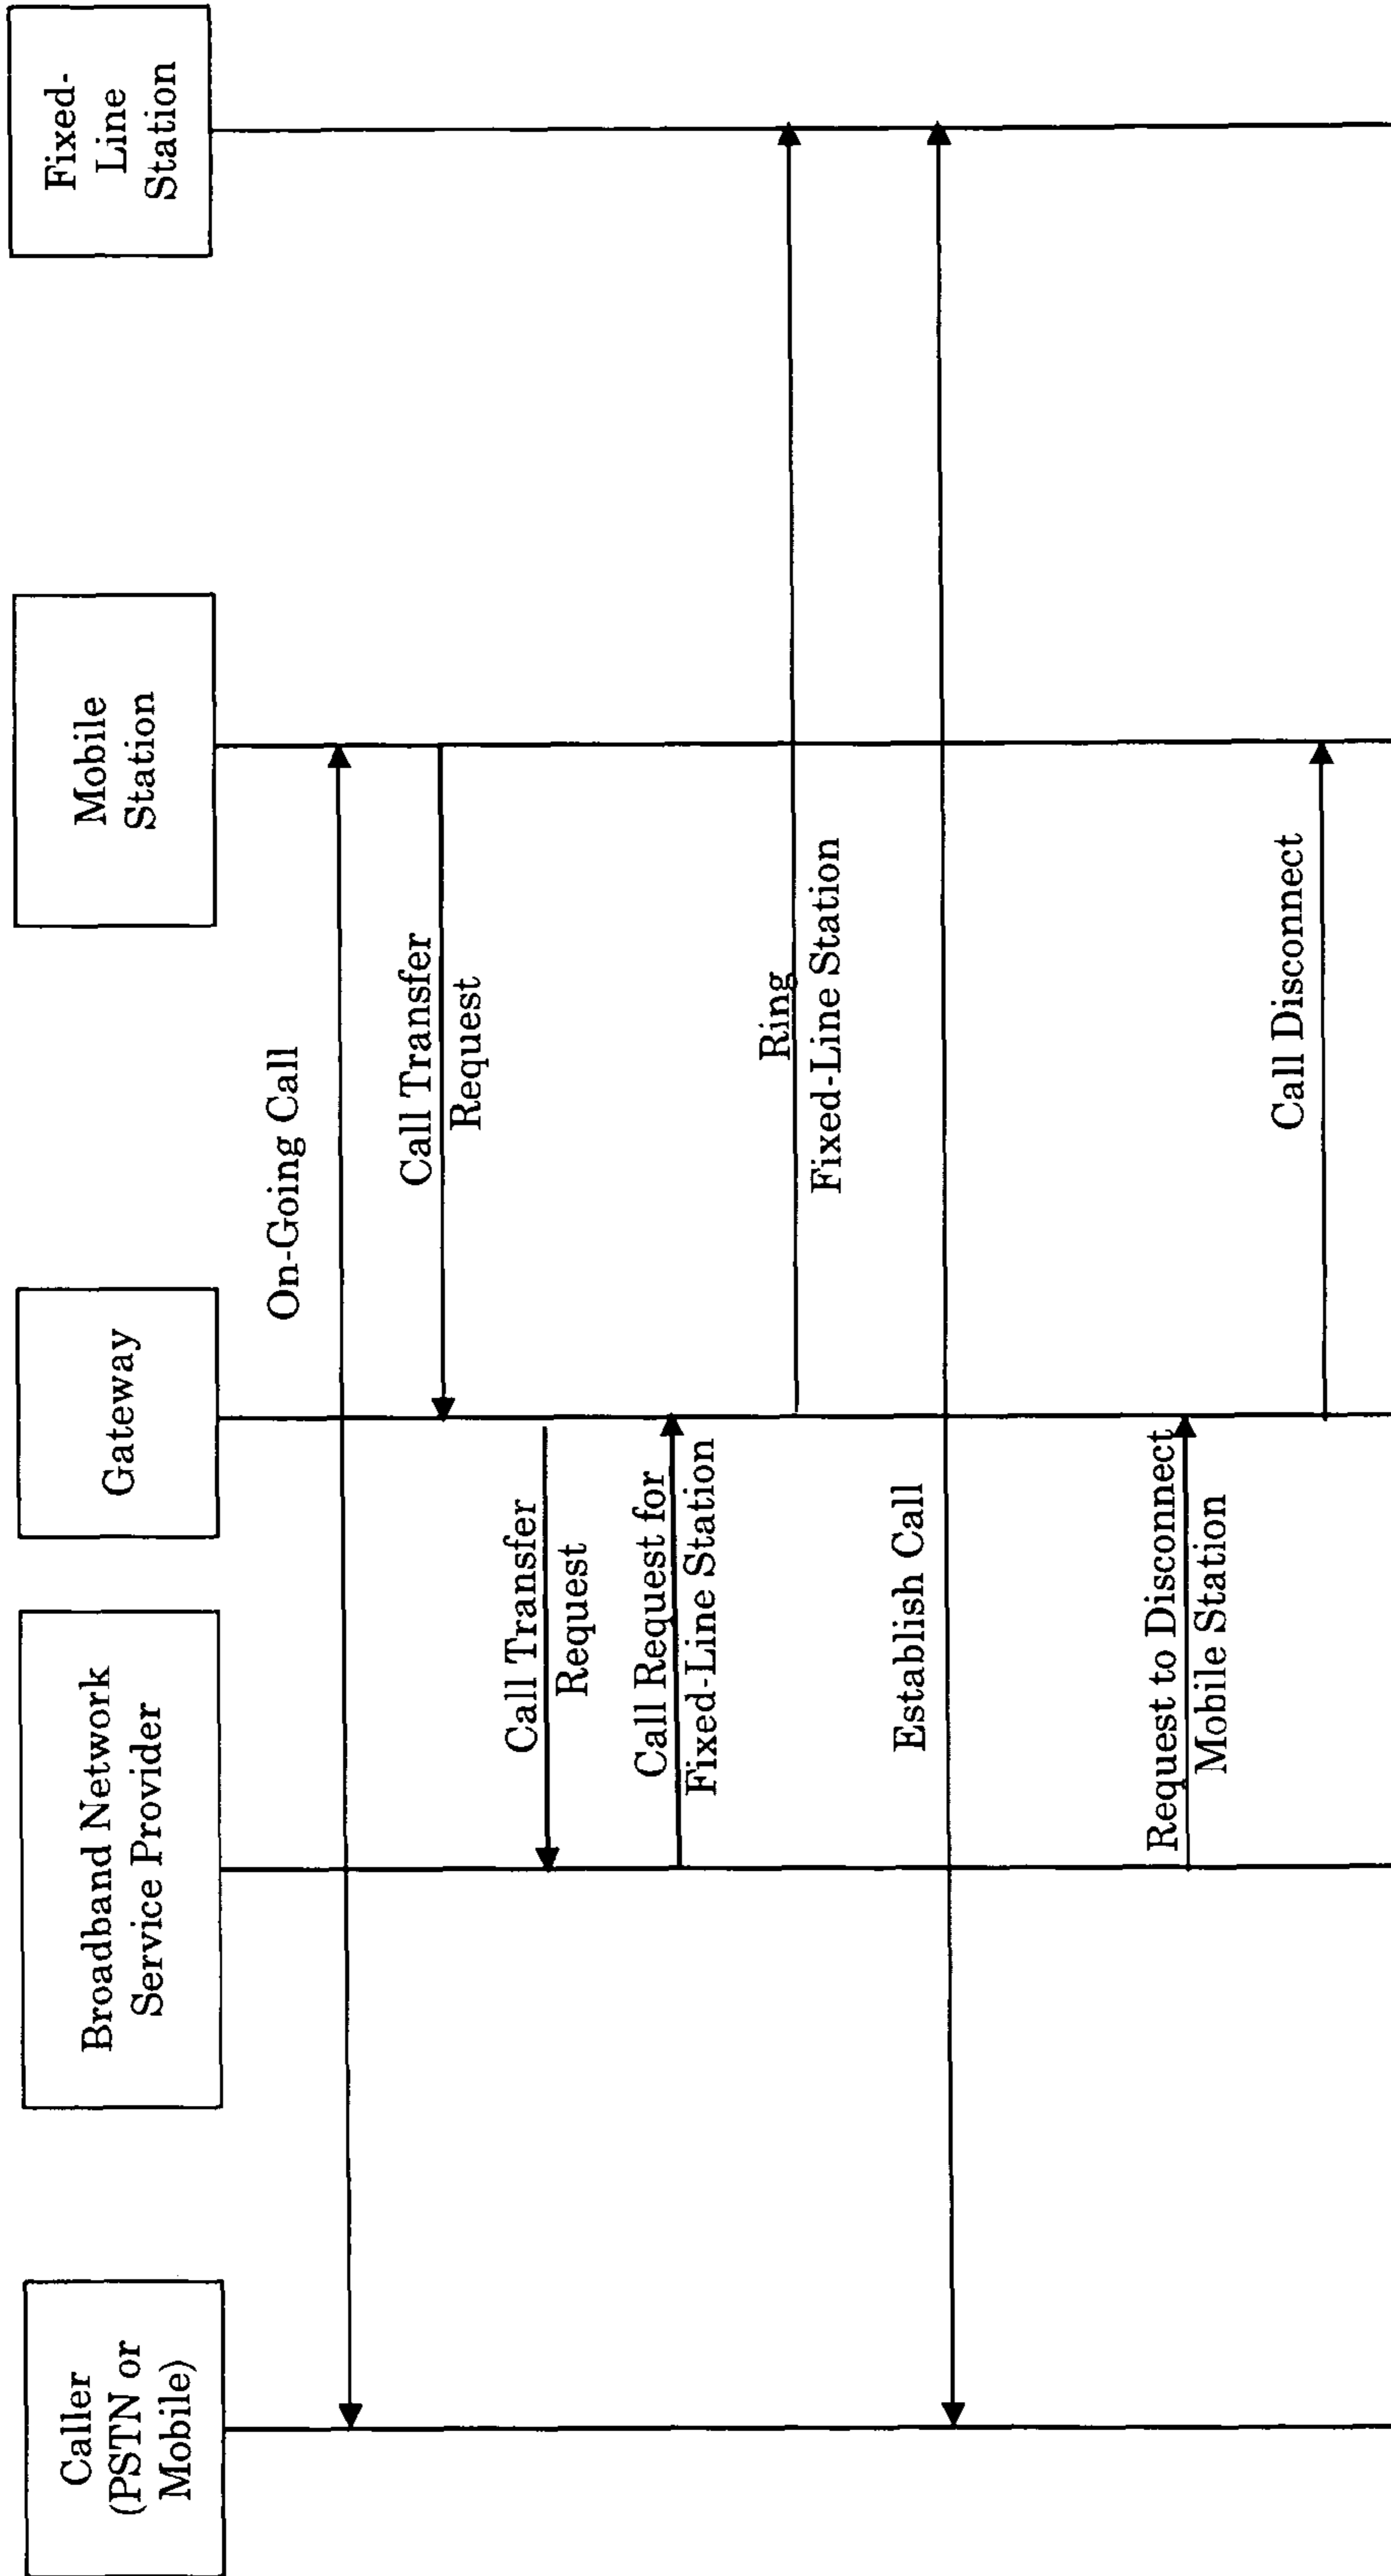 Caller
(PSTN or
Mobile)
Broadband Network
Service Provider
Gateway
Mobile
Station
Fixed-
Line
Station
On-Going Call
Call Transfer
Request
Call Transfer
Request
Call Request for
Fixed-Line Station
Ring
Fixed-Line Station
Establish Call
Request to Disconnect
Mobile Station
Call Disconnect